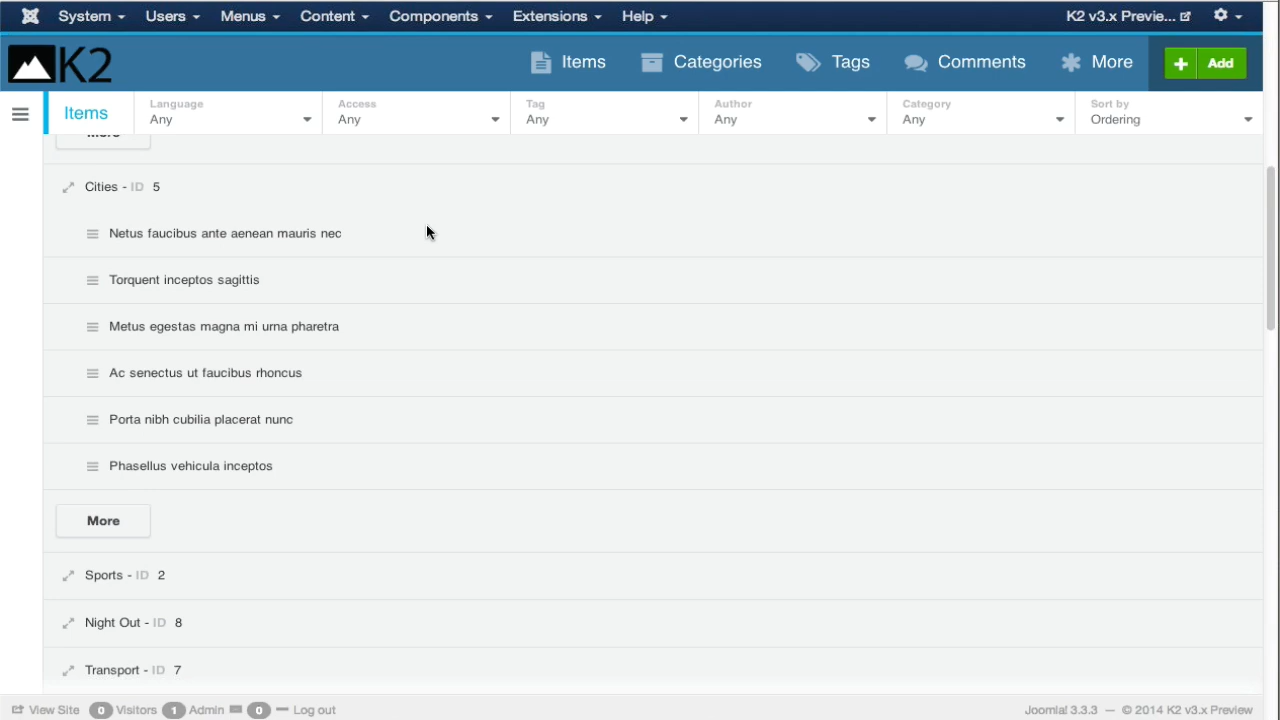 System Users Menus Content Components Extensions Help K2 v3.x Previe...
K2 Items Categories Tags Comments More + Add
Items Language Any Access Any Tag Any Author Any Category Any Sort by Ordering
More
Cities - ID 5
Netus faucibus ante aenean mauris nec
Torquent inceptos sagittis
Metus egestas magna mi urna pharetra
Ac senectus ut faucibus rhoncus
Porta nibh cubilia placerat nunc
Phasellus vehicula inceptos
More
Sports - ID 2
Night Out - ID 8
Transport - ID 7
View Site 0 Visitors 1 Admin 0 Log out Joomla! 3.3.3 — © 2014 K2 v3.x Preview